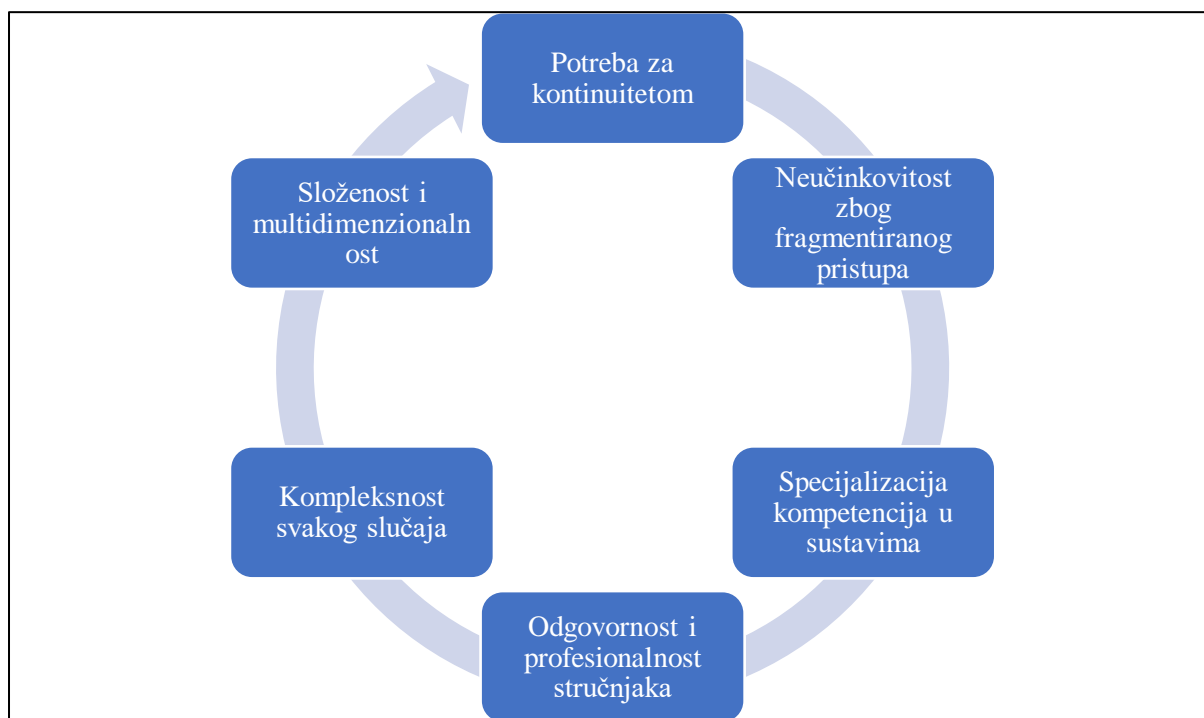 Potreba za
kontinuitetom
Neučinkovitost
zbog
fragmentiranog
pristupa
Specijalizacija
kompetencija u
sustavima
Odgovornost i
profesionalnost
stručnjaka
Kompleksnost
svakog slučaja
Složenost i
multidimenzionaln
ost